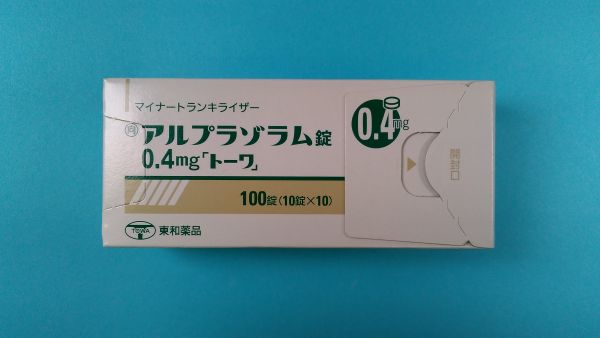 マイナートランキライザー
向 アルプラゾラム錠
0.4mg「トーワ」
100錠(10錠×10)
TOWA 東和薬品
0.4mg
開封口